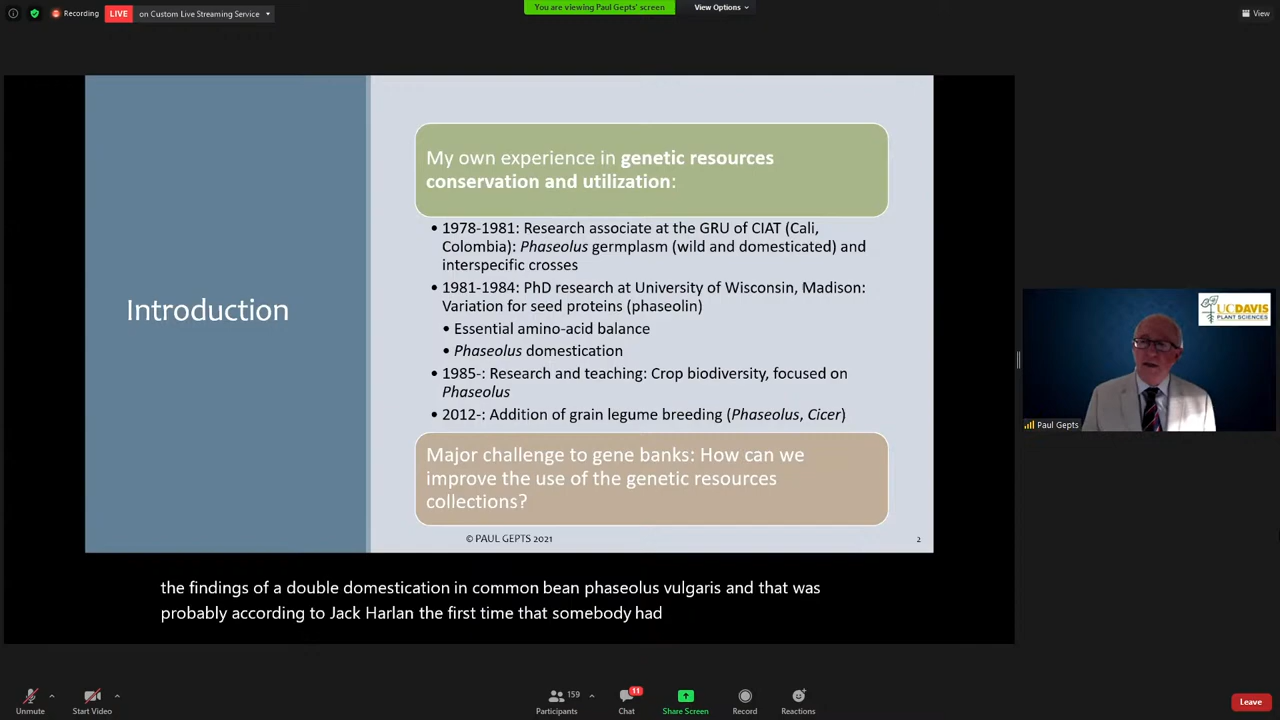 Recording
LIVE
on Custom Live Streaming Service
You are viewing Paul Gepts' screen
View Options
View
Introduction
My own experience in genetic resources
conservation and utilization:
• 1978-1981: Research associate at the GRU of CIAT (Cali,
Colombia): Phaseolus germplasm (wild and domesticated) and
interspecific crosses
• 1981-1984: PhD research at University of Wisconsin, Madison:
Variation for seed proteins (phaseolin)
• Essential amino-acid balance
• Phaseolus domestication
• 1985-: Research and teaching: Crop biodiversity, focused on
Phaseolus
• 2012-: Addition of grain legume breeding (Phaseolus, Cicer)
Major challenge to gene banks: How can we
improve the use of the genetic resources
collections?
© PAUL GEPTS 2021
2
UCDAVIS
PLANT SCIENCES
Paul Gepts
the findings of a double domestication in common bean phaseolus vulgaris and that was
probably according to Jack Harlan the first time that somebody had
Unmute
Start Video
159
Participants
11
Chat
Share Screen
Record
Reactions
Leave